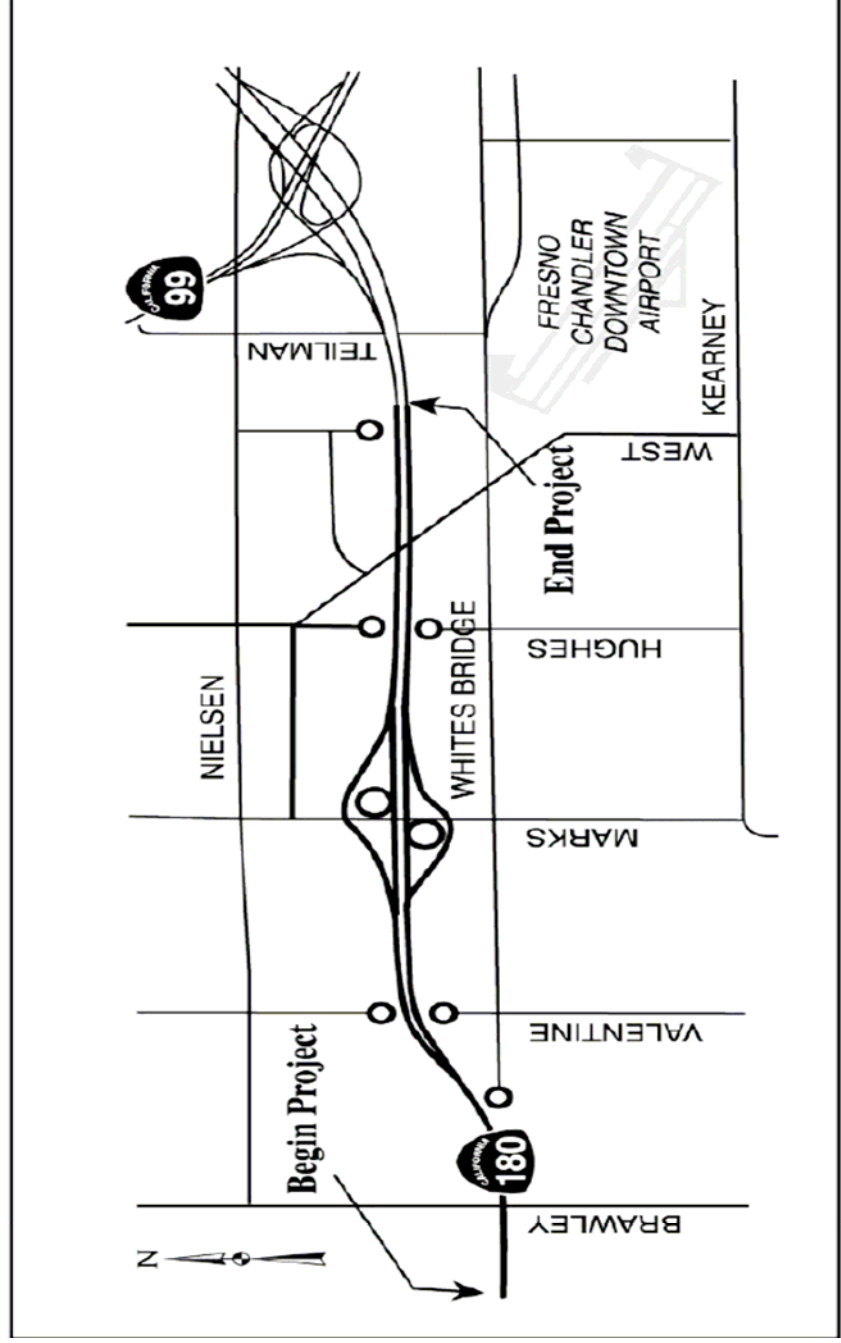 N
BRAWLEY
Begin Project
CALIFORNIA
180
VALENTINE
MARKS
NIELSEN
WHITES BRIDGE
HUGHES
End Project
WEST
KEARNEY
TEILMAN
CALIFORNIA
99
FRESNO
CHANDLER
DOWNTOWN
AIRPORT